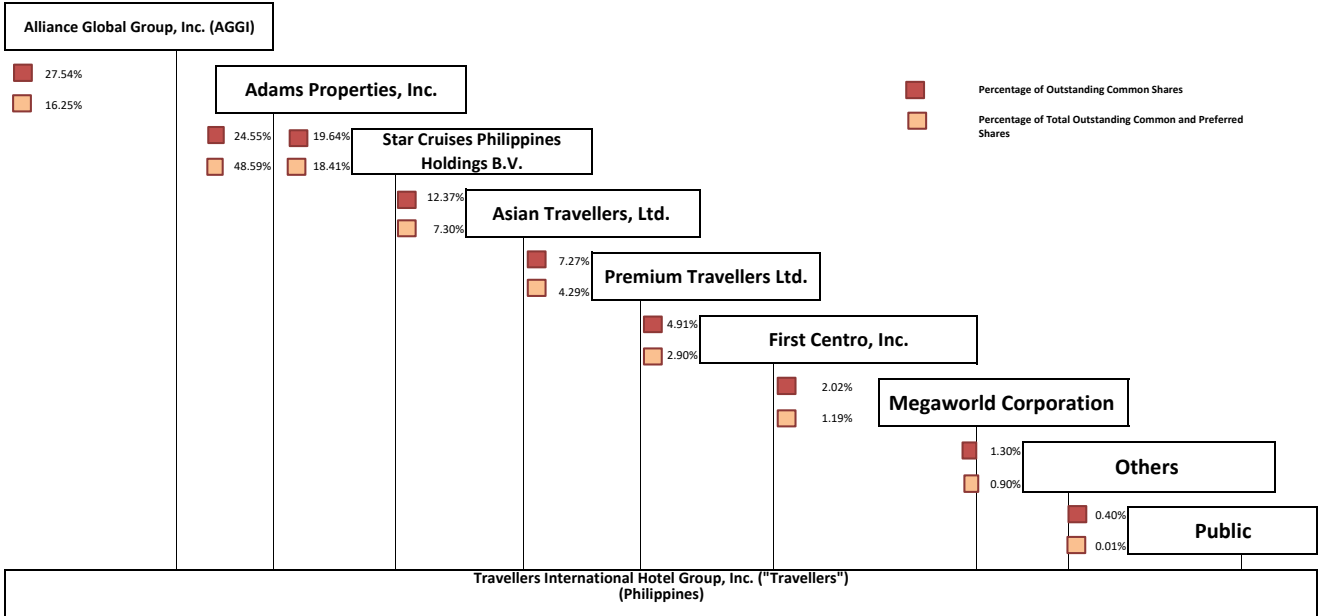 Alliance Global Group, Inc. (AGGI)
27.54%
16.25%
Adams Properties, Inc.
Percentage of Outstanding Common Shares
Percentage of Total Outstanding Common and Preferred
Shares
24.55%
48.59%
19.64%
18.41%
Star Cruises Philippines
Holdings B.V.
12.37%
7.30%
Asian Travellers, Ltd.
7.27%
4.29%
Premium Travellers Ltd.
4.91%
2.90%
First Centro, Inc.
2.02%
1.19%
Megaworld Corporation
1.30%
0.90%
Others
0.40%
0.01%
Public
Travellers International Hotel Group, Inc. ("Travellers")
(Philippines)